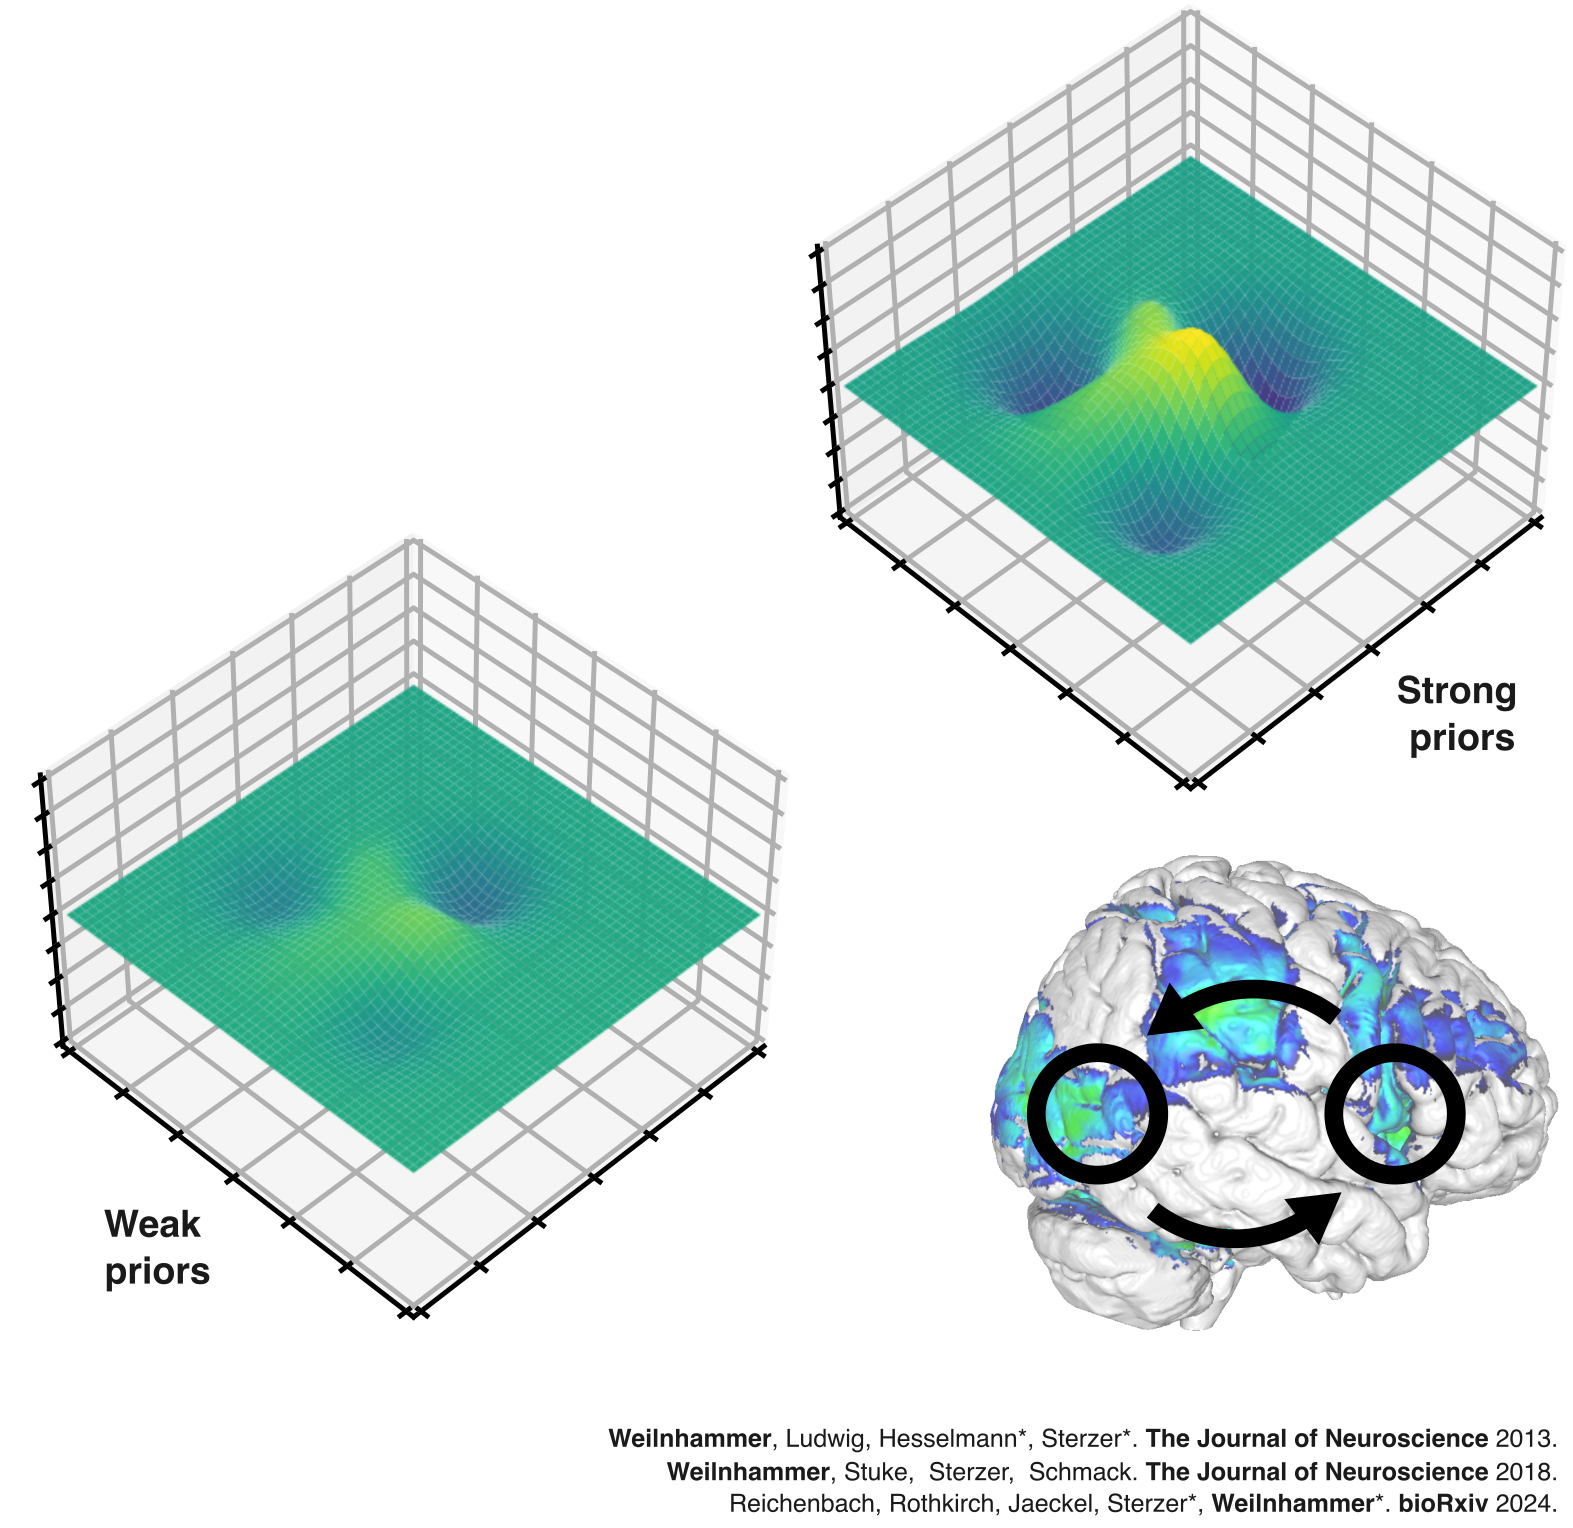 Strong
priors
Weak
priors
Weilnhammer, Ludwig, Hesselmann*, Sterzer*. The Journal of Neuroscience 2013.
Weilnhammer, Stuke, Sterzer, Schmack. The Journal of Neuroscience 2018.
Reichenbach, Rothkirch, Jaeckel, Sterzer*, Weilnhammer*. bioRxiv 2024.